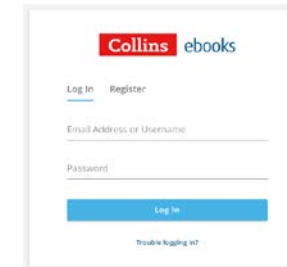 Collins ebooks
Log In Register
Email Address or Username
Password
Log In
Trouble logging in?